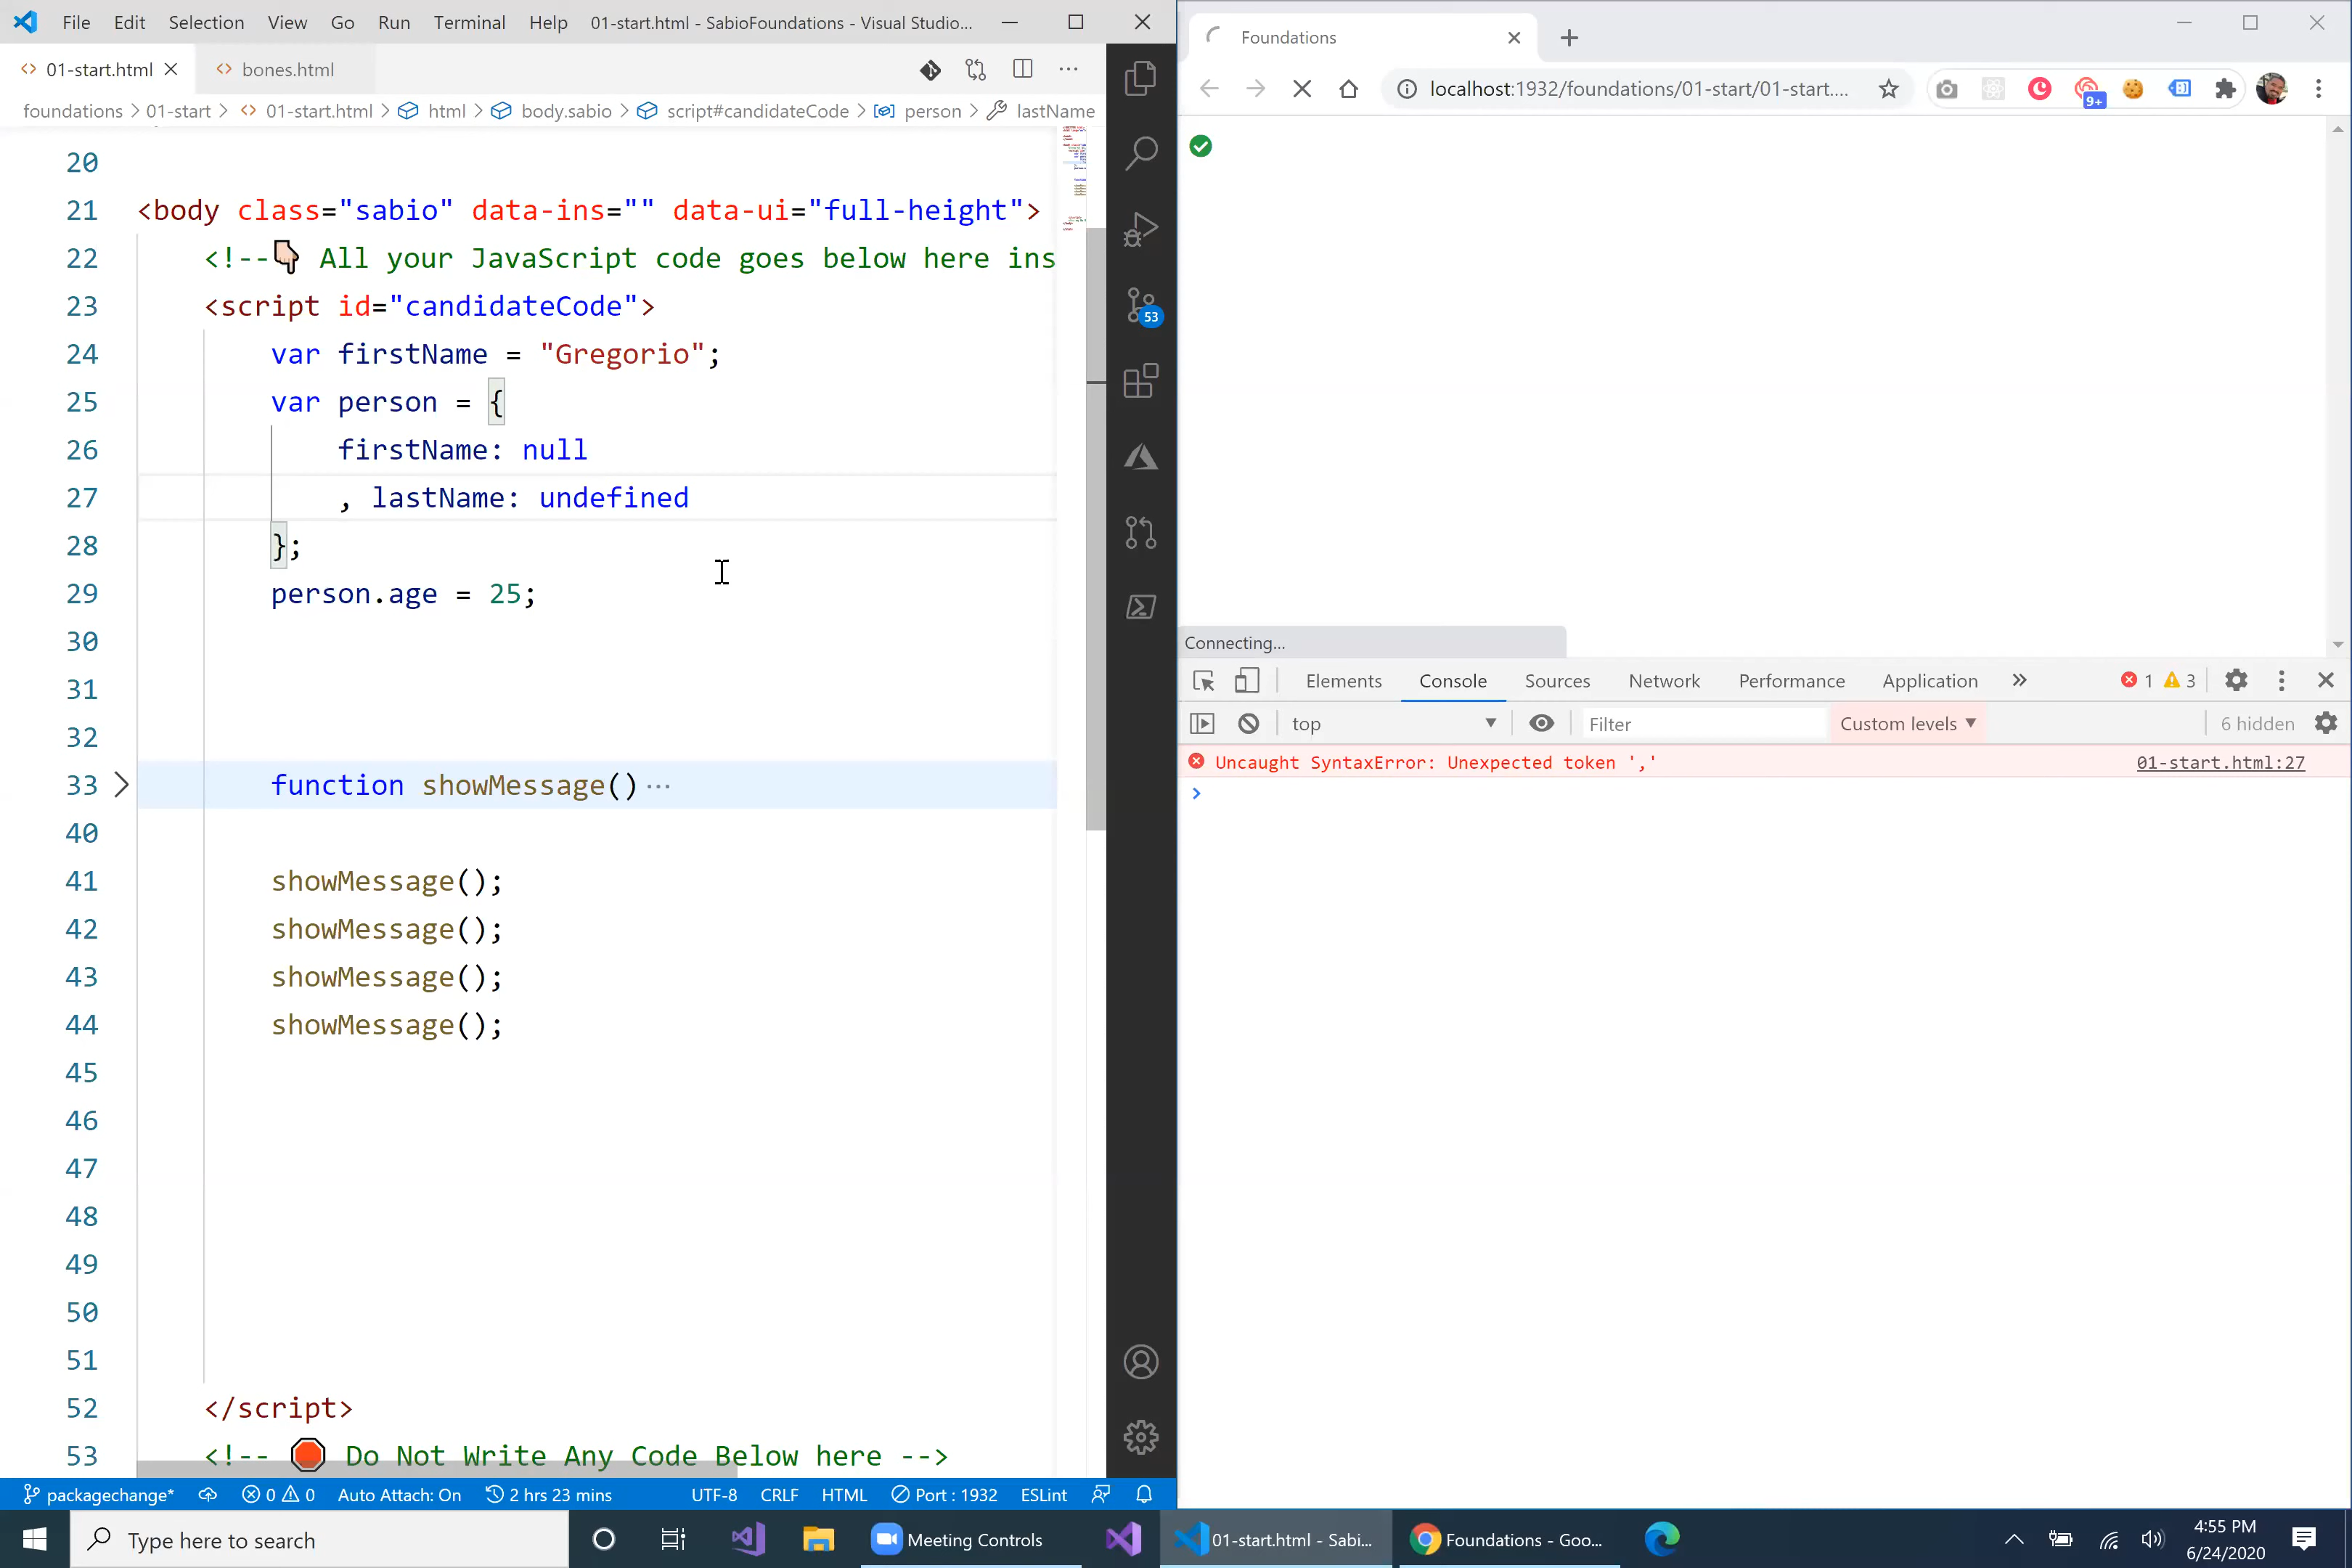 File Edit Selection View Go Run Terminal Help 01-start.html - SabioFoundations - Visual Studio...
01-start.html bones.html
foundations > 01-start > 01-start.html > html > body.sabio > script#candidateCode > person > lastName
20
21 <body class="sabio" data-ins="" data-ui="full-height">
22 <!--👇🏻 All your JavaScript code goes below here ins
23 <script id="candidateCode">
24 var firstName = "Gregorio";
25 var person = {
26 firstName: null
27 , lastName: undefined
28 };
29 person.age = 25;
30
31
32
33 function showMessage() ...
40
41 showMessage();
42 showMessage();
43 showMessage();
44 showMessage();
45
46
47
48
49
50
51
52 </script>
53 <!-- 🛑 Do Not Write Any Code Below here -->
53
packagechange* 0 0 Auto Attach: On 2 hrs 23 mins UTF-8 CRLF HTML Port : 1932 ESLint
Foundations
localhost:1932/foundations/01-start/01-start.... 9+
Connecting...
Elements Console Sources Network Performance Application » 1 3
top Filter Custom levels 6 hidden
Uncaught SyntaxError: Unexpected token ',' 01-start.html:27
Type here to search Meeting Controls 01-start.html - Sabi... Foundations - Goo... 4:55 PM
6/24/2020